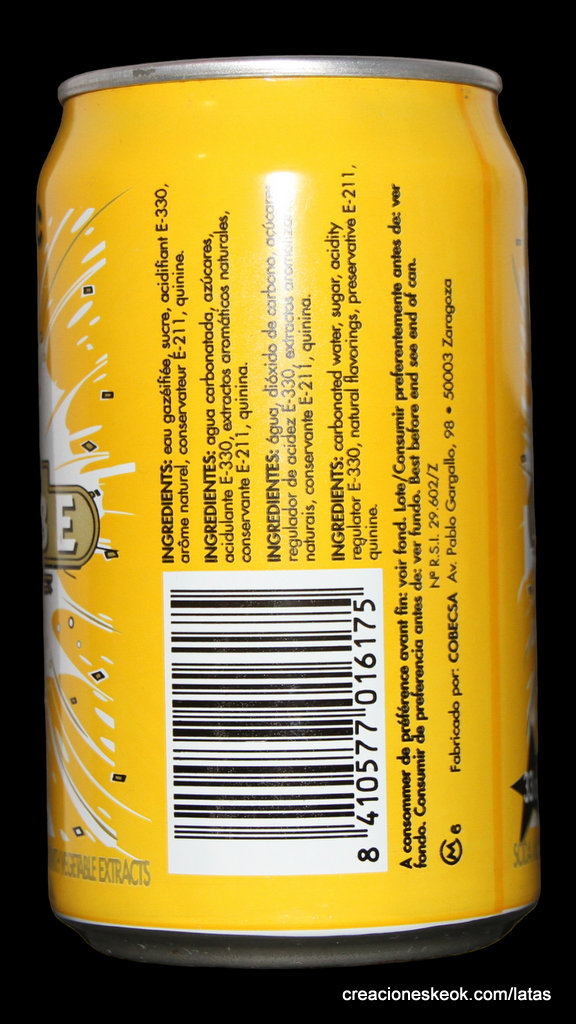 INGREDIENTS: eau gazéifiée, sucre, acidifiant E-330,
arôme naturel, conservateur E-211, quinine.
INGREDIENTES: agua carbonatada, azúcares,
acidulante E-330, extractos aromáticos naturales,
conservante E-211, quinina.
INGREDIENTES: água, dióxido de carbono, açúcares
regulador de acidez E-330, extractos
naturais, conservante E-211, quinina.
INGREDIENTS: carbonated water, sugar, acidity
regulator E-330, natural flavorings, preservative E-211,
quinine.
A consommer de préférence avant fin: voir fond. Lote/Consumir preferentemente antes de: ver
fondo. Consumir de preferencia antes de: ver fundo. Best before end see end of can.
Nº R.S.I. 29.602/Z
Fabricado por: COBECSA Av. Pablo Gargallo, 98 • 50003 Zaragoza
M 6
8 410577 016175
E
VEGETABLE EXTRACTS
creacioneskeok.com/latas